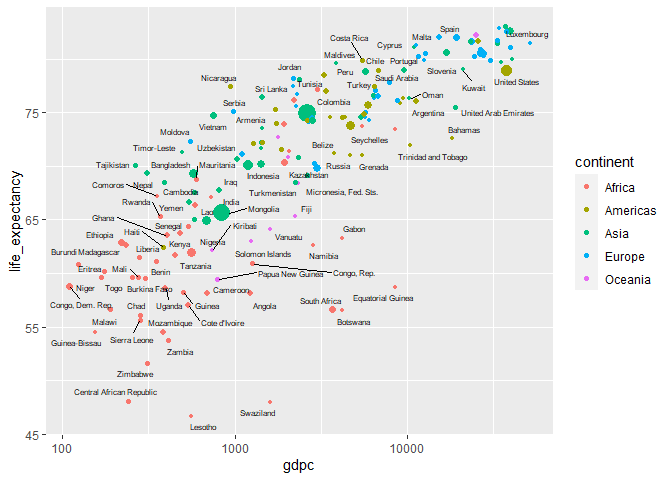 Spain
Luxembourg
Costa Rica
Malta
Cyprus
Maldives
Chile
Portugal
Jordan
Peru
Slovenia
Kuwait
United States
Nicaragua
Tunisia
Turkey
Saudi Arabia
Sri Lanka
Oman
Serbia
Colombia
Armenia
Argentina
United Arab Emirates
Vietnam
Seychelles
Bahamas
Moldova
Belize
Timor-Leste
Uzbekistan
Trinidad and Tobago
Tajikistan
Bangladesh
Mauritania
Russia
Grenada
Indonesia
Kazakhstan
Comoros
Nepal
Iraq
Cambodia
Turkmenistan
Micronesia, Fed. Sts.
Rwanda
Yemen
India
Lao
Mongolia
Fiji
Ghana
Senegal
Kiribati
Haiti
Gabon
Ethiopia
Kenya
Nigeria
Vanuatu
Liberia
Burundi
Madagascar
Solomon Islands
Namibia
Eritrea
Mali
Benin
Tanzania
Papua New Guinea
Congo, Rep.
Niger
Togo
Burkina Faso
Cameroon
Equatorial Guinea
Congo, Dem. Rep.
Chad
Uganda
Guinea
Angola
South Africa
Malawi
Mozambique
Cote d'Ivoire
Botswana
Guinea-Bissau
Sierra Leone
Zambia
Zimbabwe
Central African Republic
Swaziland
Lesotho
75
65
55
45
life_expectancy
100
1000
10000
gdpc
continent
Africa
Americas
Asia
Europe
Oceania